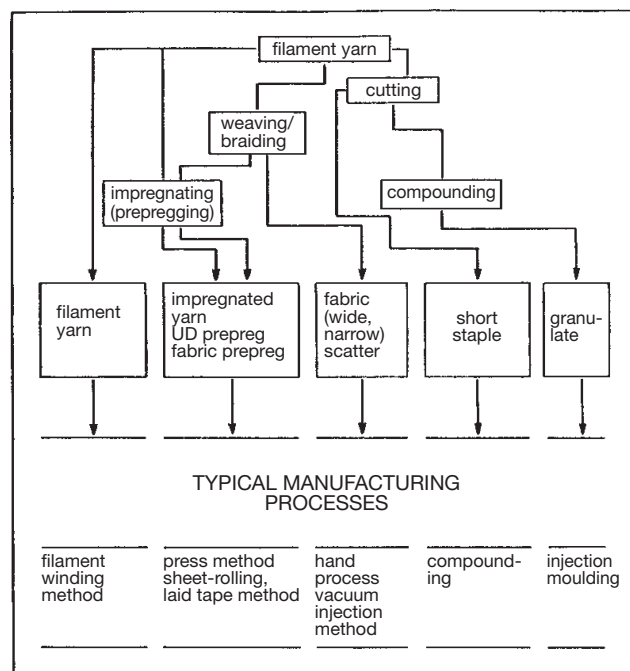 filament yarn
cutting
weaving/
braiding
impregnating
(prepregging)
compounding
filament
yarn
impregnated
yarn
UD prepreg
fabric prepreg
fabric
(wide,
narrow)
scatter
short
staple
granu-
late
TYPICAL MANUFACTURING
PROCESSES
filament
winding
method
press method
sheet-rolling,
laid tape method
hand
process
vacuum
injection
method
compound-
ing
injection
moulding